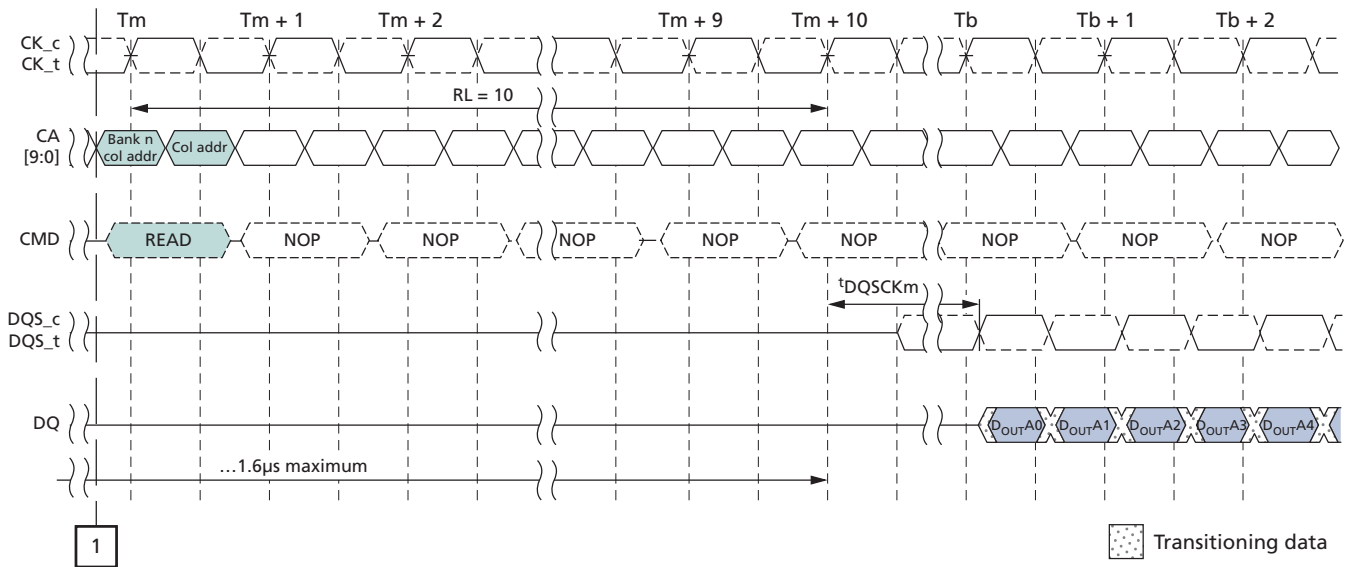 Tm Tm + 1 Tm + 2 Tm + 9 Tm + 10 Tb Tb + 1 Tb + 2
CK_c
CK_t
RL = 10
CA
[9:0]
Bank n
col addr
Col addr
CMD READ NOP NOP NOP NOP NOP NOP NOP NOP
tDQSCKm
DQS_c
DQS_t
DQ DOUTA0 DOUTA1 DOUTA2 DOUTA3 DOUTA4
…1.6µs maximum
1
Transitioning data